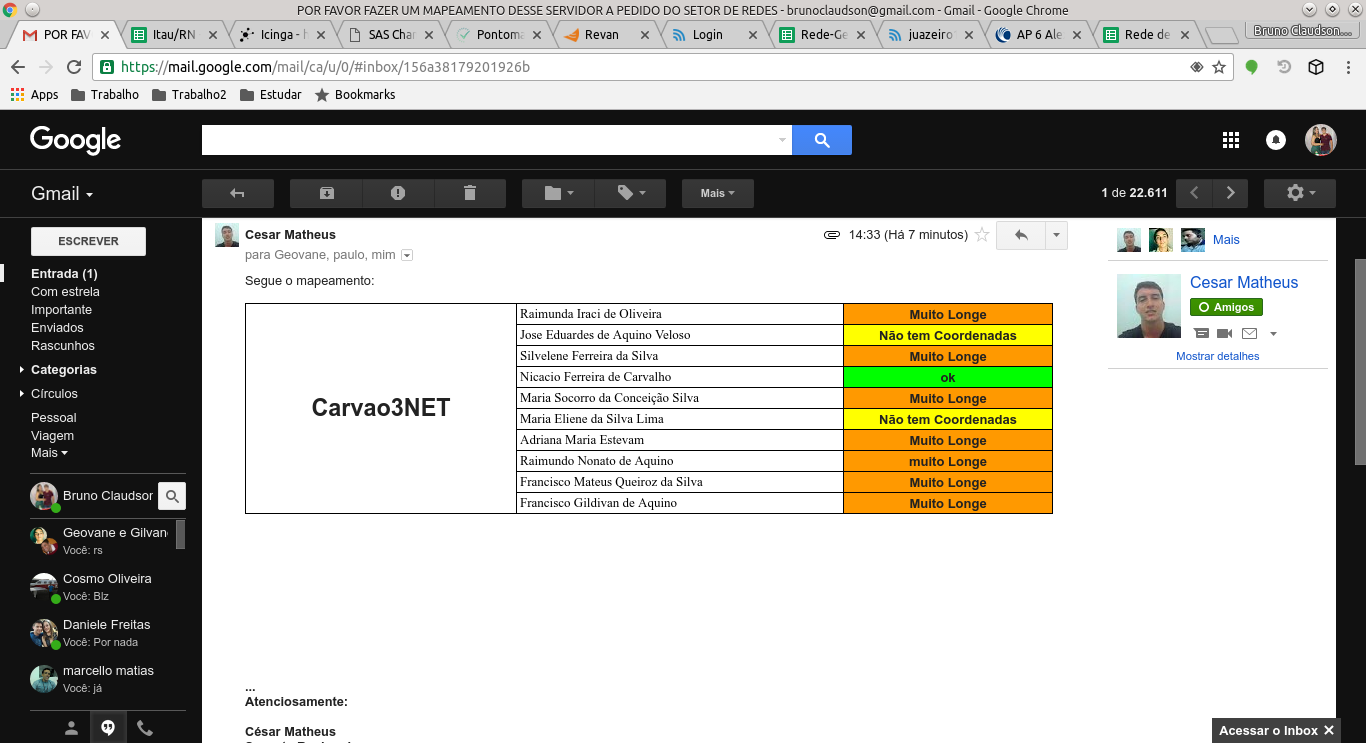 POR FAVOR FAZER UM MAPEAMENTO DESSE SERVIDOR A PEDIDO DO SETOR DE REDES - brunoclaudson@gmail.com - Gmail - Google Chrome
POR FAV Itau/RN Icinga - h SAS Char Pontoma Revan Login Rede-Ge juazeiro AP 6 Ale Rede de Bruno Claudson...
https://mail.google.com/mail/ca/u/0/#inbox/156a38179201926b
Apps Trabalho Trabalho2 Estudar Bookmarks
Google
Gmail Mais 1 de 22.611
ESCREVER
Entrada (1)
Com estrela
Importante
Enviados
Rascunhos
Categorias
Círculos
Pessoal
Viagem
Mais
Bruno Claudson
Geovane e Gilvan
Você: rs
Cosmo Oliveira
Você: Blz
Daniele Freitas
Você: Por nada
marcello matias
Você: já
Cesar Matheus 14:33 (Há 7 minutos)
para Geovane, paulo, mim
Segue o mapeamento:
Carvao3NET
Raimunda Iraci de Oliveira Muito Longe
Jose Eduardes de Aquino Veloso Não tem Coordenadas
Silvelene Ferreira da Silva Muito Longe
Nicacio Ferreira de Carvalho ok
Maria Socorro da Conceição Silva Muito Longe
Maria Eliene da Silva Lima Não tem Coordenadas
Adriana Maria Estevam Muito Longe
Raimundo Nonato de Aquino muito Longe
Francisco Mateus Queiroz da Silva Muito Longe
Francisco Gildivan de Aquino Muito Longe
...
Atenciosamente:
César Matheus
Mais
Cesar Matheus
Amigos
Mostrar detalhes
Acessar o Inbox ✕